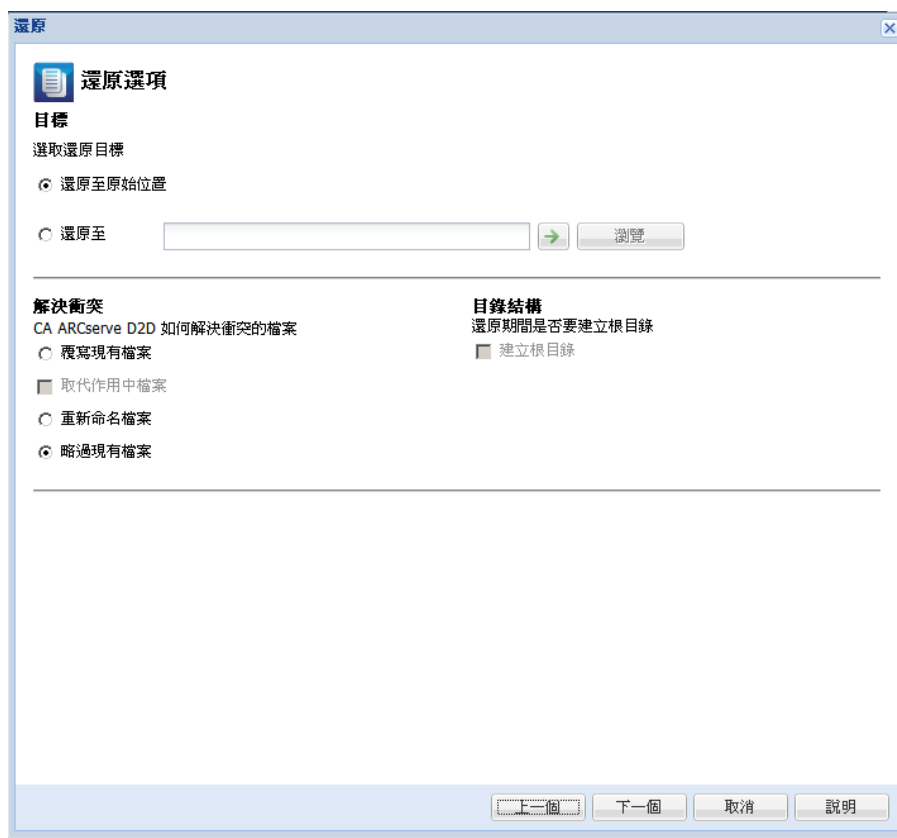 還原
還原選項
目標
選取還原目標
還原至原始位置
還原至
瀏覽
解決衝突
CA ARCserve D2D 如何解決衝突的檔案
覆寫現有檔案
取代作用中檔案
重新命名檔案
略過現有檔案
目錄結構
還原期間是否要建立根目錄
建立根目錄
上一個
下一個
取消
說明